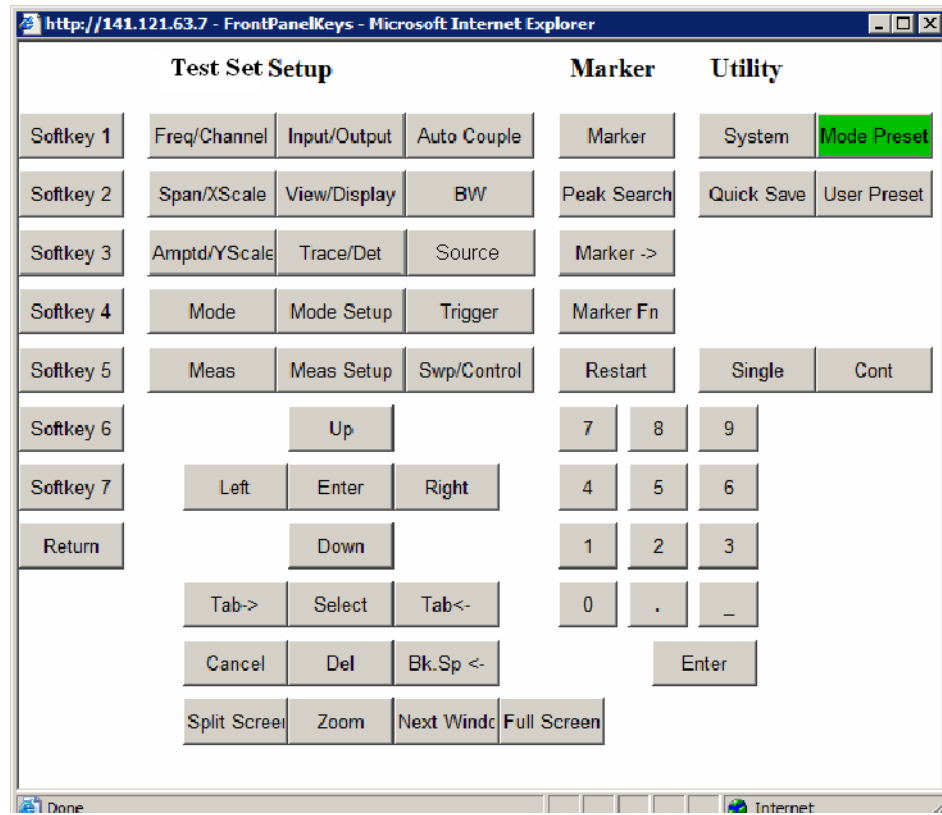 http://141.121.63.7 - FrontPanelKeys - Microsoft Internet Explorer
Test Set Setup Marker Utility
Softkey 1 Freq/Channel Input/Output Auto Couple Marker System Mode Preset
Softkey 2 Span/XScale View/Display BW Peak Search Quick Save User Preset
Softkey 3 Amptd/YScale Trace/Det Source Marker ->
Softkey 4 Mode Mode Setup Trigger Marker Fn
Softkey 5 Meas Meas Setup Swp/Control Restart Single Cont
Softkey 6 Up 7 8 9
Softkey 7 Left Enter Right 4 5 6
Return Down 1 2 3
Tab-> Select Tab<- 0 . _
Cancel Del Bk.Sp <- Enter
Split Screen Zoom Next Windo Full Screen
Done Internet